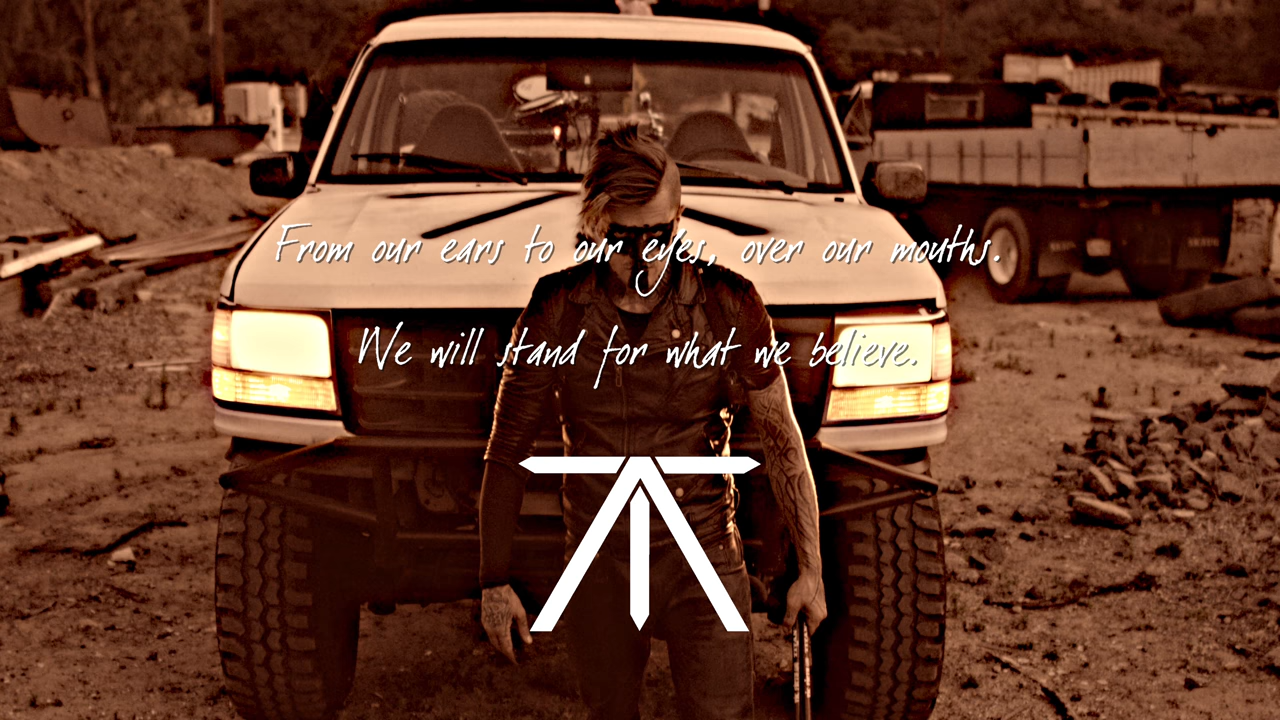 From our ears to our eyes, over our mouths.
We will stand for what we believe.